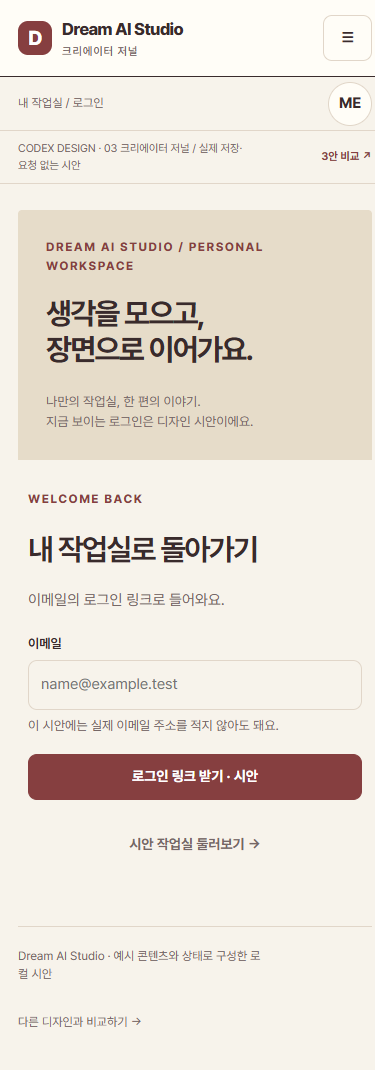 D
Dream AI Studio
크리에이터 저널
☰
내 작업실 / 로그인
ME
CODEX DESIGN · 03 크리에이터 저널 / 실제 저장·
요청 없는 시안
3안 비교 ↗
DREAM AI STUDIO / PERSONAL
WORKSPACE
생각을 모으고,
장면으로 이어가요.
나만의 작업실, 한 편의 이야기.
지금 보이는 로그인은 디자인 시안이에요.
WELCOME BACK
내 작업실로 돌아가기
이메일의 로그인 링크로 들어와요.
이메일
name@example.test
이 시안에는 실제 이메일 주소를 적지 않아도 돼요.
로그인 링크 받기 · 시안
시안 작업실 둘러보기 →
Dream AI Studio · 예시 콘텐츠와 상태로 구성한 로
컬 시안
다른 디자인과 비교하기 →